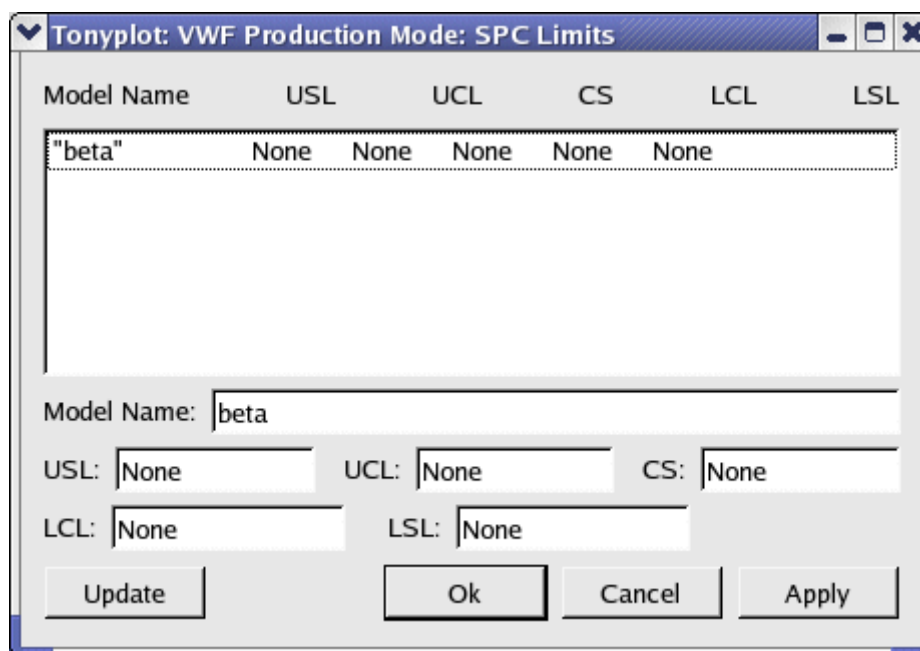 Tonyplot: VWF Production Mode: SPC Limits
Model Name USL UCL CS LCL LSL
"beta" None None None None None
Model Name: beta
USL: None UCL: None CS: None
LCL: None LSL: None
Update Ok Cancel Apply